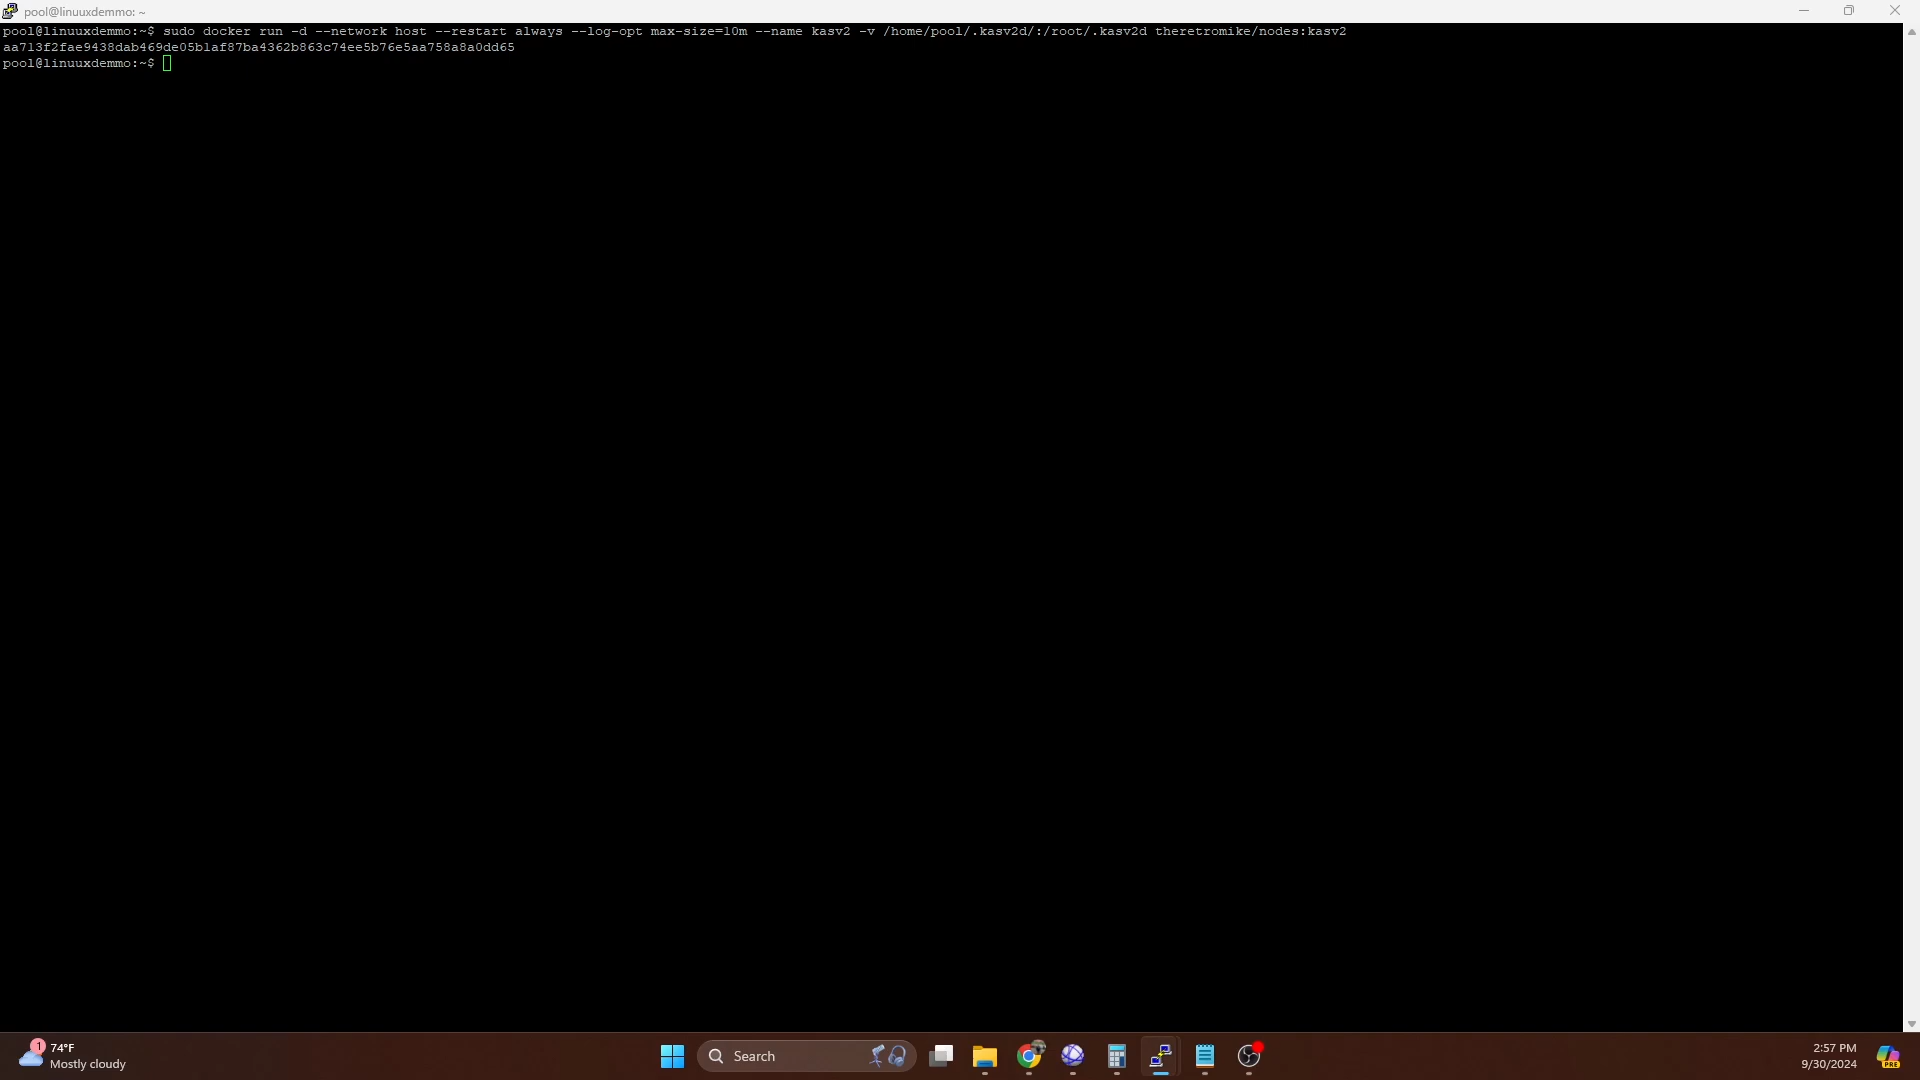 pool@linuuxdemmo: ~
pool@linuuxdemmo:~$ sudo docker run -d --network host --restart always --log-opt max-size=10m --name kasv2 -v /home/pool/.kasv2d/:/root/.kasv2d theretromike/nodes:kasv2
aa713f2fae9438dab469de05b1af87ba4362b863c74ee5b76e5aa758a8a0dd65
pool@linuuxdemmo:~$
1
74°F
Mostly cloudy
Search
2:57 PM
9/30/2024
PRE